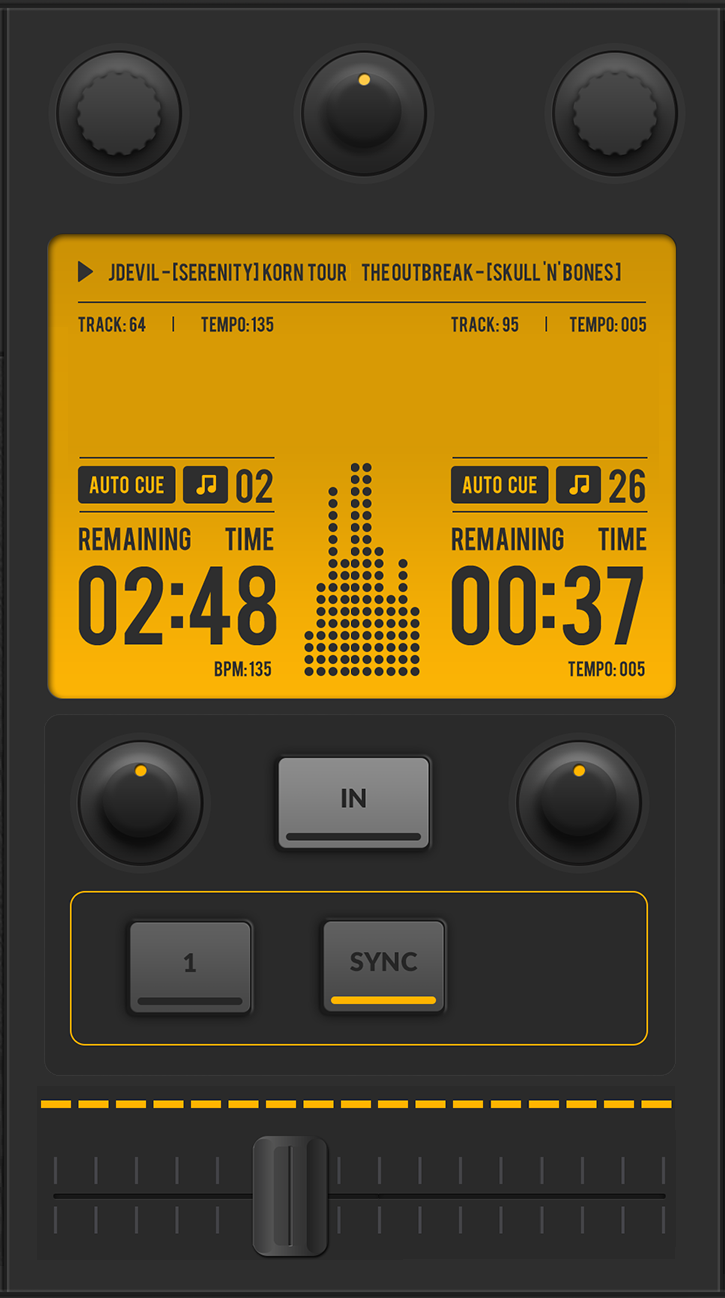 JDEVIL-[SERENITY] KORN TOUR THE OUTBREAK-[SKULL 'N' BONES]
TRACK: 64 | TEMPO: 135
TRACK: 95 | TEMPO: 005
AUTO CUE 02
REMAINING TIME
02:48
BPM: 135
AUTO CUE 26
REMAINING TIME
00:37
TEMPO: 005
IN
1
SYNC